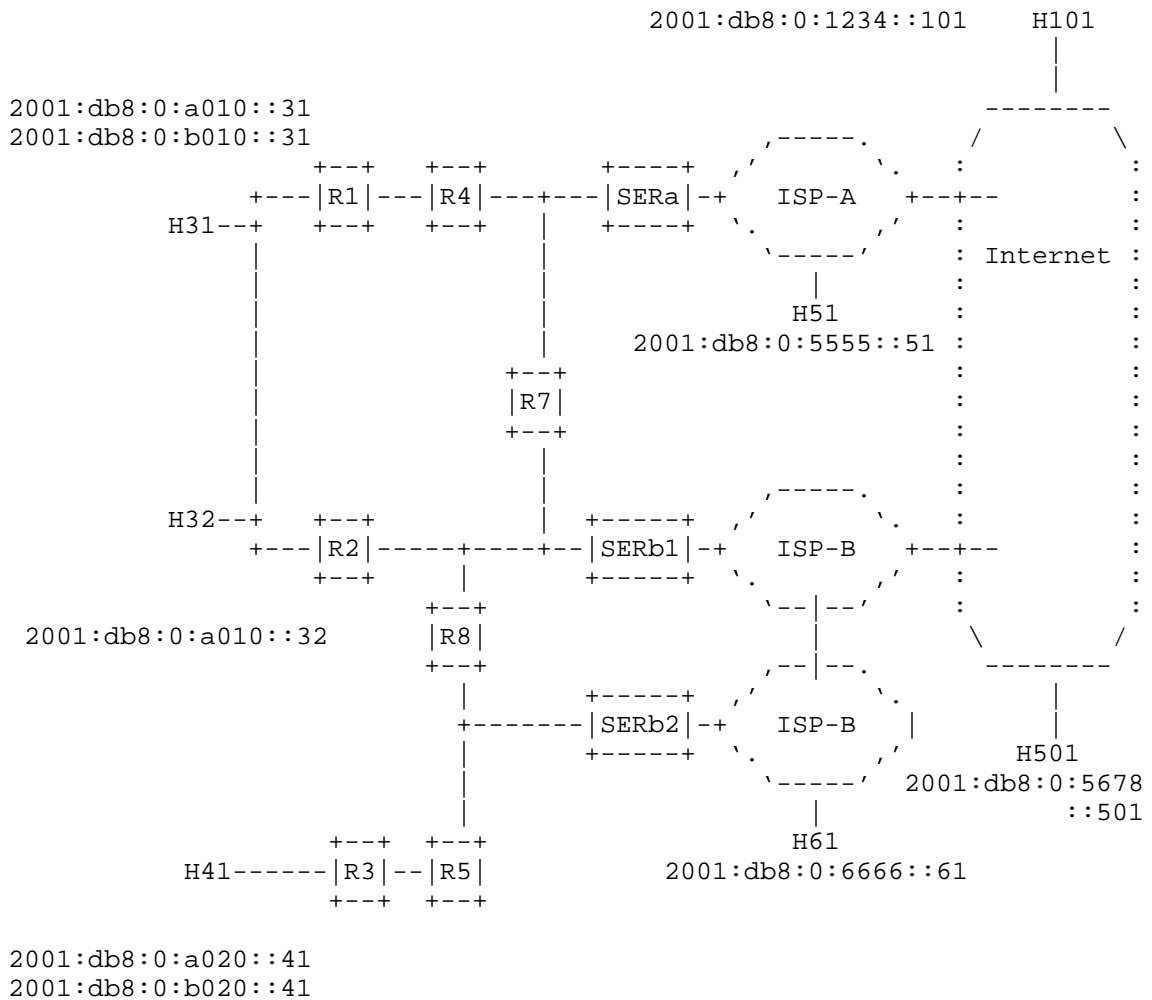 2001:db8:0:1234::101 H101
2001:db8:0:a010::31
2001:db8:0:b010::31
R1 R4 SERa ISP-A
H31
Internet
H51
2001:db8:0:5555::51
R7
H32
R2 SERb1 ISP-B
2001:db8:0:a010::32 R8
SERb2 ISP-B
H501
2001:db8:0:5678
::501
H61
H41 R3 R5 2001:db8:0:6666::61
2001:db8:0:a020::41
2001:db8:0:b020::41